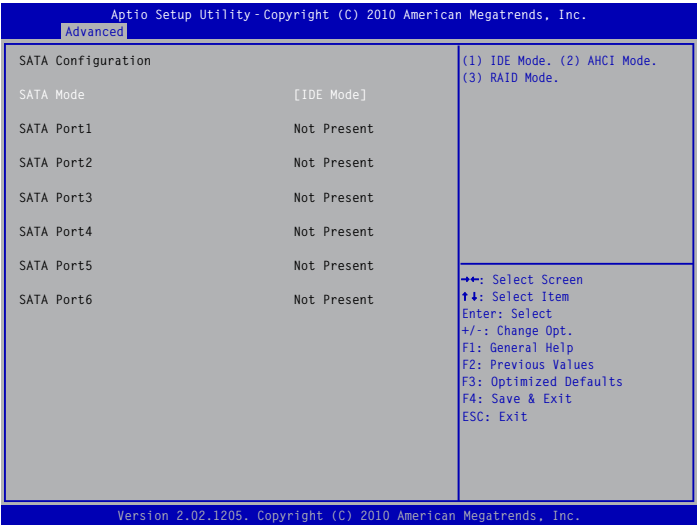 Aptio Setup Utility - Copyright (C) 2010 American Megatrends, Inc.
Advanced
SATA Configuration
SATA Mode [IDE Mode]
SATA Port1 Not Present
SATA Port2 Not Present
SATA Port3 Not Present
SATA Port4 Not Present
SATA Port5 Not Present
SATA Port6 Not Present
(1) IDE Mode. (2) AHCI Mode.
(3) RAID Mode.
→←: Select Screen
↑↓: Select Item
Enter: Select
+/-: Change Opt.
F1: General Help
F2: Previous Values
F3: Optimized Defaults
F4: Save & Exit
ESC: Exit
Version 2.02.1205. Copyright (C) 2010 American Megatrends, Inc.